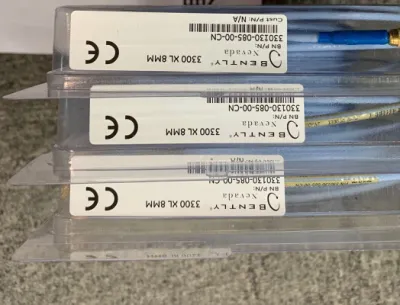 BENTLY
Nevada
3300 XL 8MM
BN P/N:
330130-085-00-CN
Cust P/N: N/A
CE
BENTLY
Nevada
3300 XL 8MM
BN P/N:
330130-085-00-CN
CE
BENTLY
Nevada
3300 XL 8MM
BN P/N:
330130-085-00-CN
N/A
CE